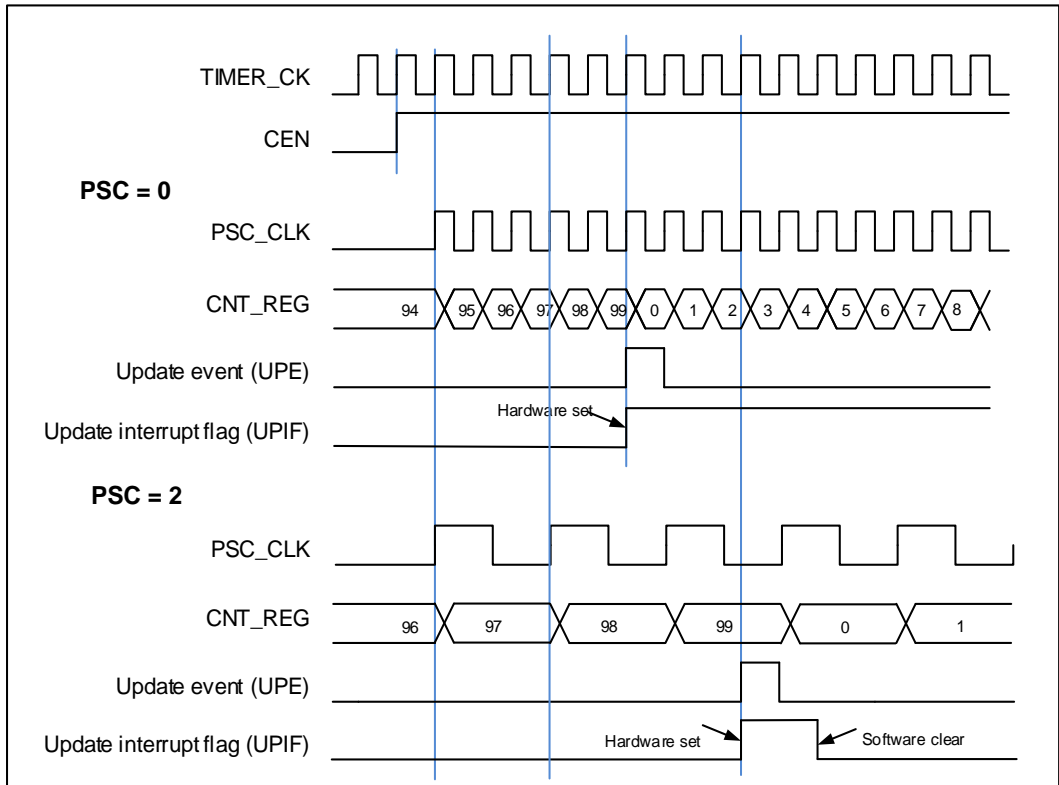 TIMER_CK
CEN
PSC = 0
PSC_CLK
CNT_REG 94 95 96 97 98 99 0 1 2 3 4 5 6 7 8
Update event (UPE)
Hardware set
Update interrupt flag (UPIF)
PSC = 2
PSC_CLK
CNT_REG 96 97 98 99 0 1
Update event (UPE)
Update interrupt flag (UPIF) Hardware set Software clear